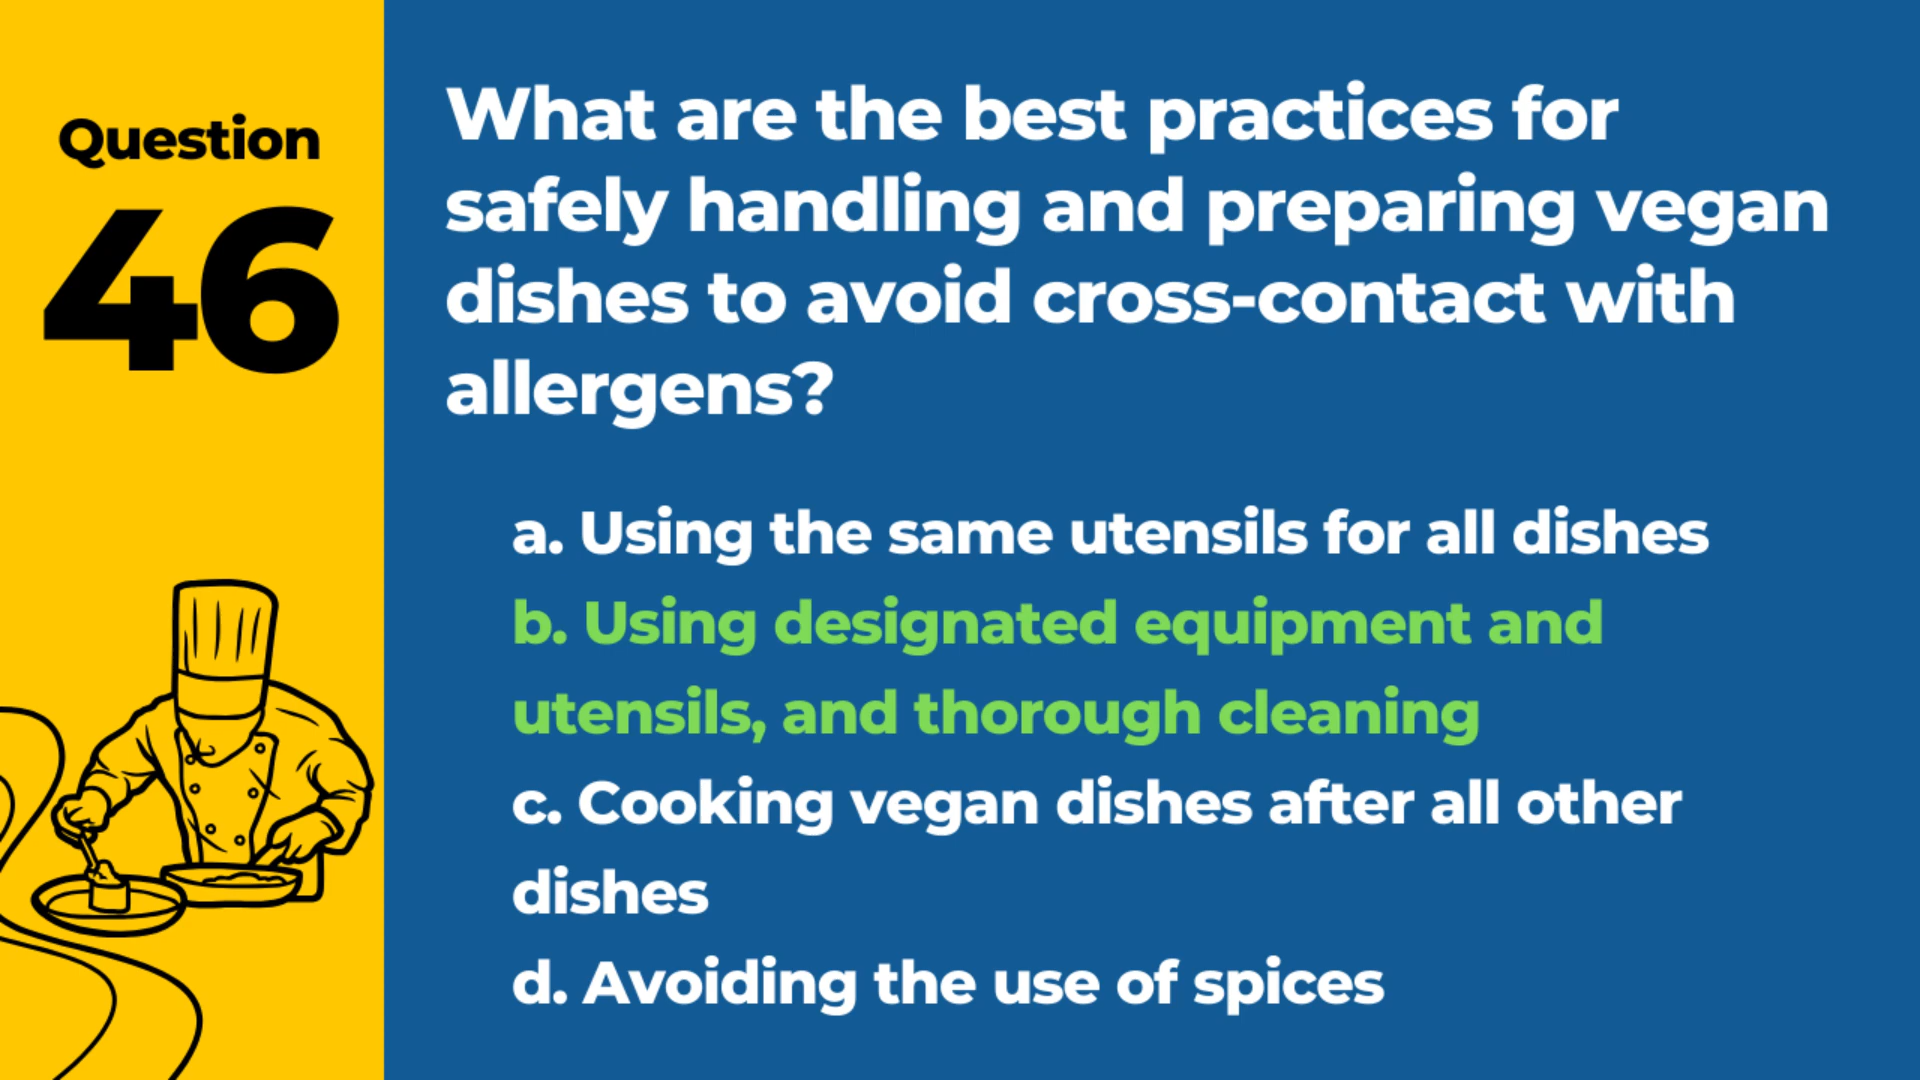 Question
46
What are the best practices for
safely handling and preparing vegan
dishes to avoid cross-contact with
allergens?
a. Using the same utensils for all dishes
b. Using designated equipment and
utensils, and thorough cleaning
c. Cooking vegan dishes after all other
dishes
d. Avoiding the use of spices